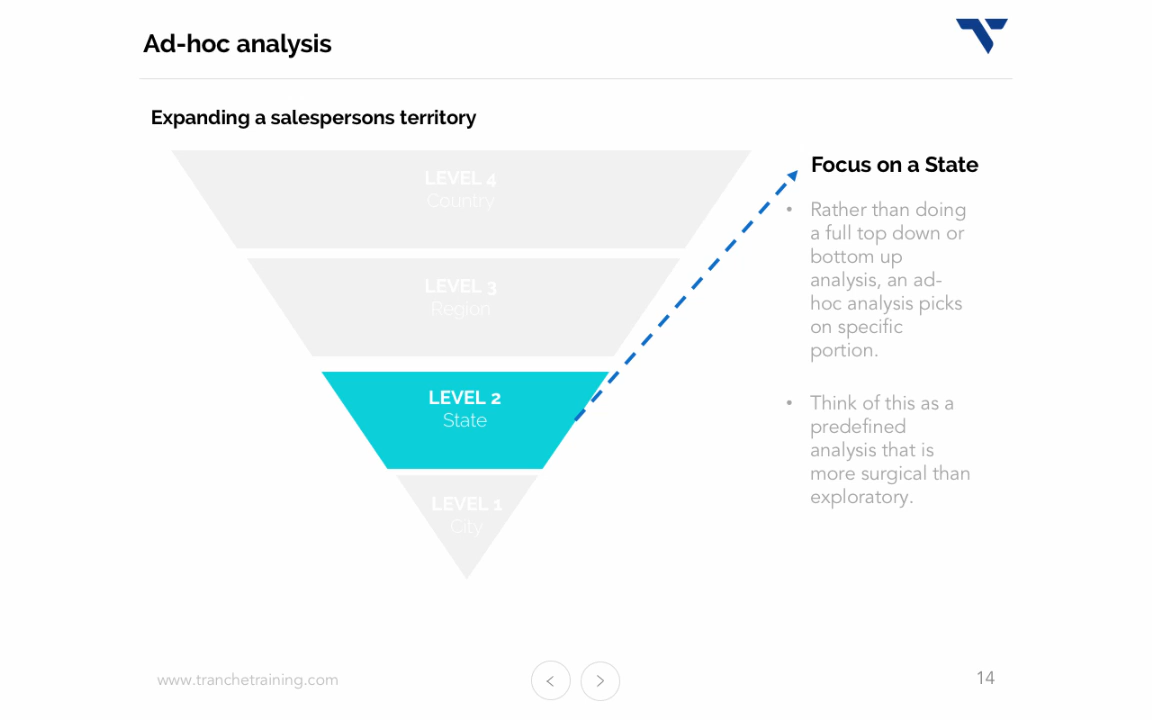 Ad-hoc analysis
Expanding a salespersons territory
LEVEL 4
Country
LEVEL 3
Region
LEVEL 2
State
LEVEL 1
City
Focus on a State
• Rather than doing
a full top down or
bottom up
analysis, an ad-
hoc analysis picks
on specific
portion.
• Think of this as a
predefined
analysis that is
more surgical than
exploratory.
www.tranchetraining.com
14